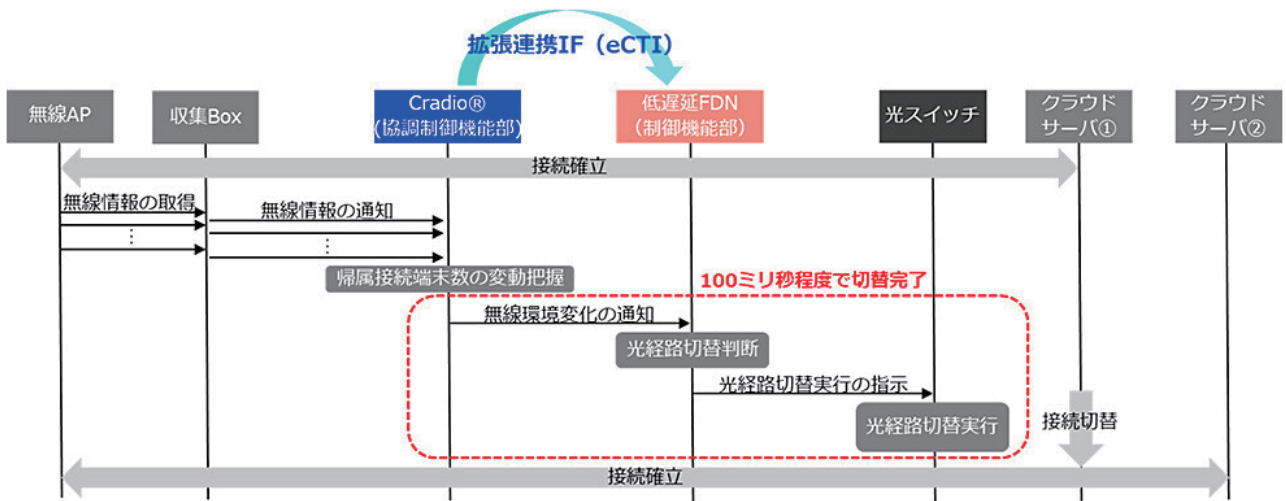 拡張連携IF（eCTI）
無線AP
収集Box
Cradio®
(協調制御機能部)
低遅延FDN
（制御機能部）
光スイッチ
クラウド
サーバ①
クラウド
サーバ②
接続確立
無線情報の取得
無線情報の通知
⋮
⋮
帰属接続端末数の変動把握
100ミリ秒程度で切替完了
無線環境変化の通知
光経路切替判断
光経路切替実行の指示
光経路切替実行
接続切替
接続確立